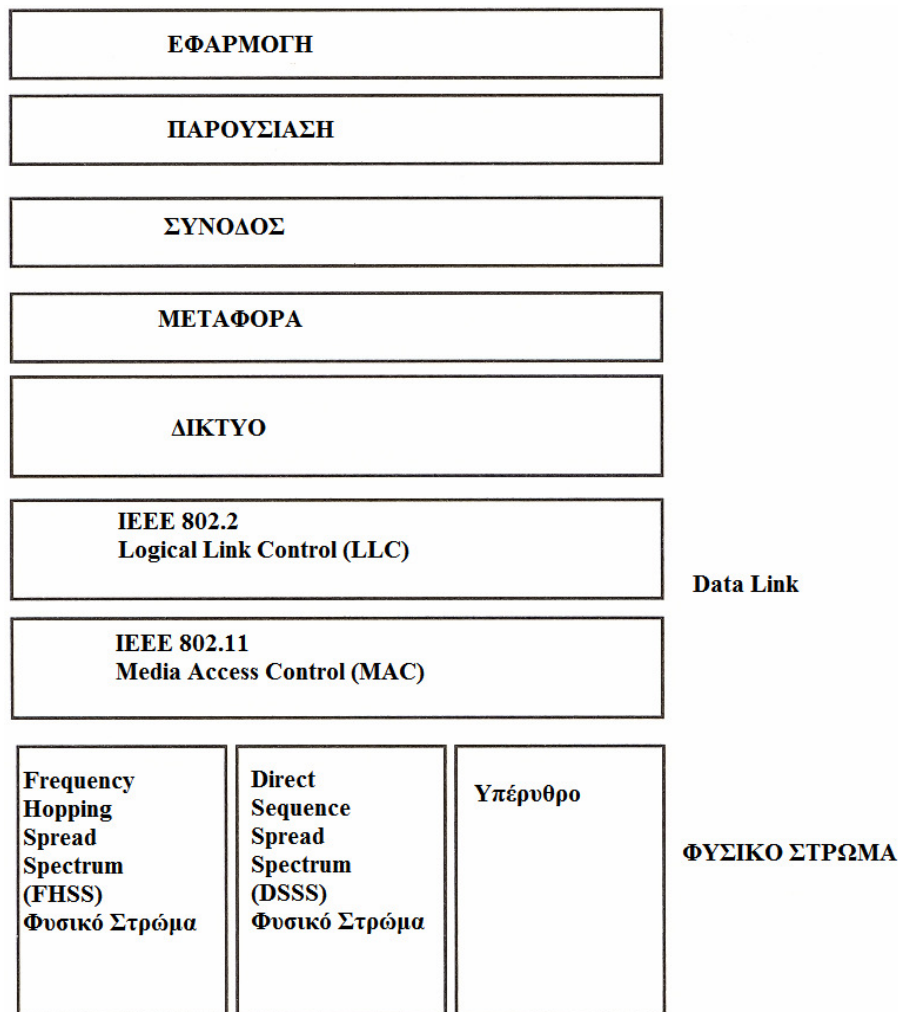 ΕΦΑΡΜΟΓΗ
ΠΑΡΟΥΣΙΑΣΗ
ΣΥΝΟΔΟΣ
ΜΕΤΑΦΟΡΑ
ΔΙΚΤΥΟ
IEEE 802.2
Logical Link Control (LLC)
Data Link
IEEE 802.11
Media Access Control (MAC)
Frequency
Hopping
Spread
Spectrum
(FHSS)
Φυσικό Στρώμα
Direct
Sequence
Spread
Spectrum
(DSSS)
Φυσικό Στρώμα
Υπέρυθρο
ΦΥΣΙΚΟ ΣΤΡΩΜΑ